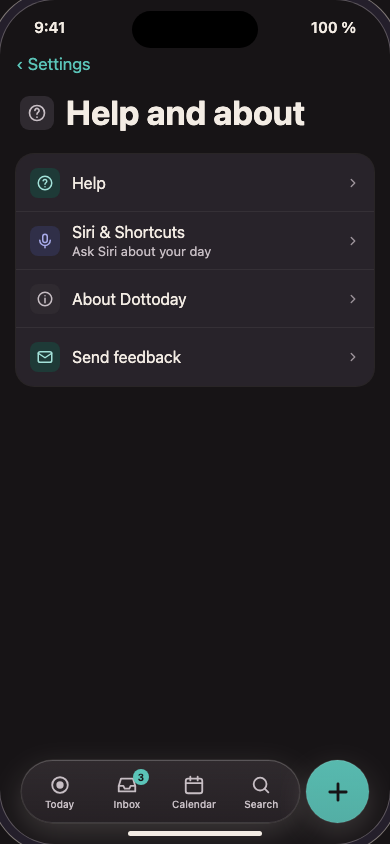 9:41
100 %
‹ Settings
Help and about
Help
Siri & Shortcuts
Ask Siri about your day
About Dottoday
Send feedback
3
Today
Inbox
Calendar
Search